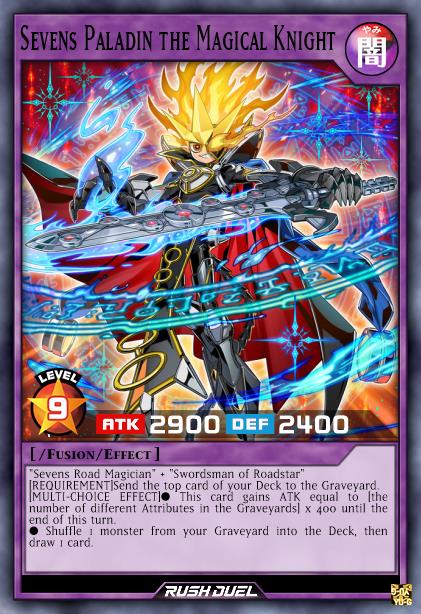 SEVENS PALADIN THE MAGICAL KNIGHT
やみ
闇
LEVEL
9
ATK 2900 DEF 2400
[/FUSION/EFFECT]
"Sevens Road Magician" + "Swordsman of Roadstar"
[REQUIREMENT]Send the top card of your Deck to the Graveyard.
[MULTI-CHOICE EFFECT]● This card gains ATK equal to [the
number of different Attributes in the Graveyards] x 400 until the
end of this turn.
● Shuffle 1 monster from your Graveyard into the Deck, then
draw 1 card.
RUSH DUEL